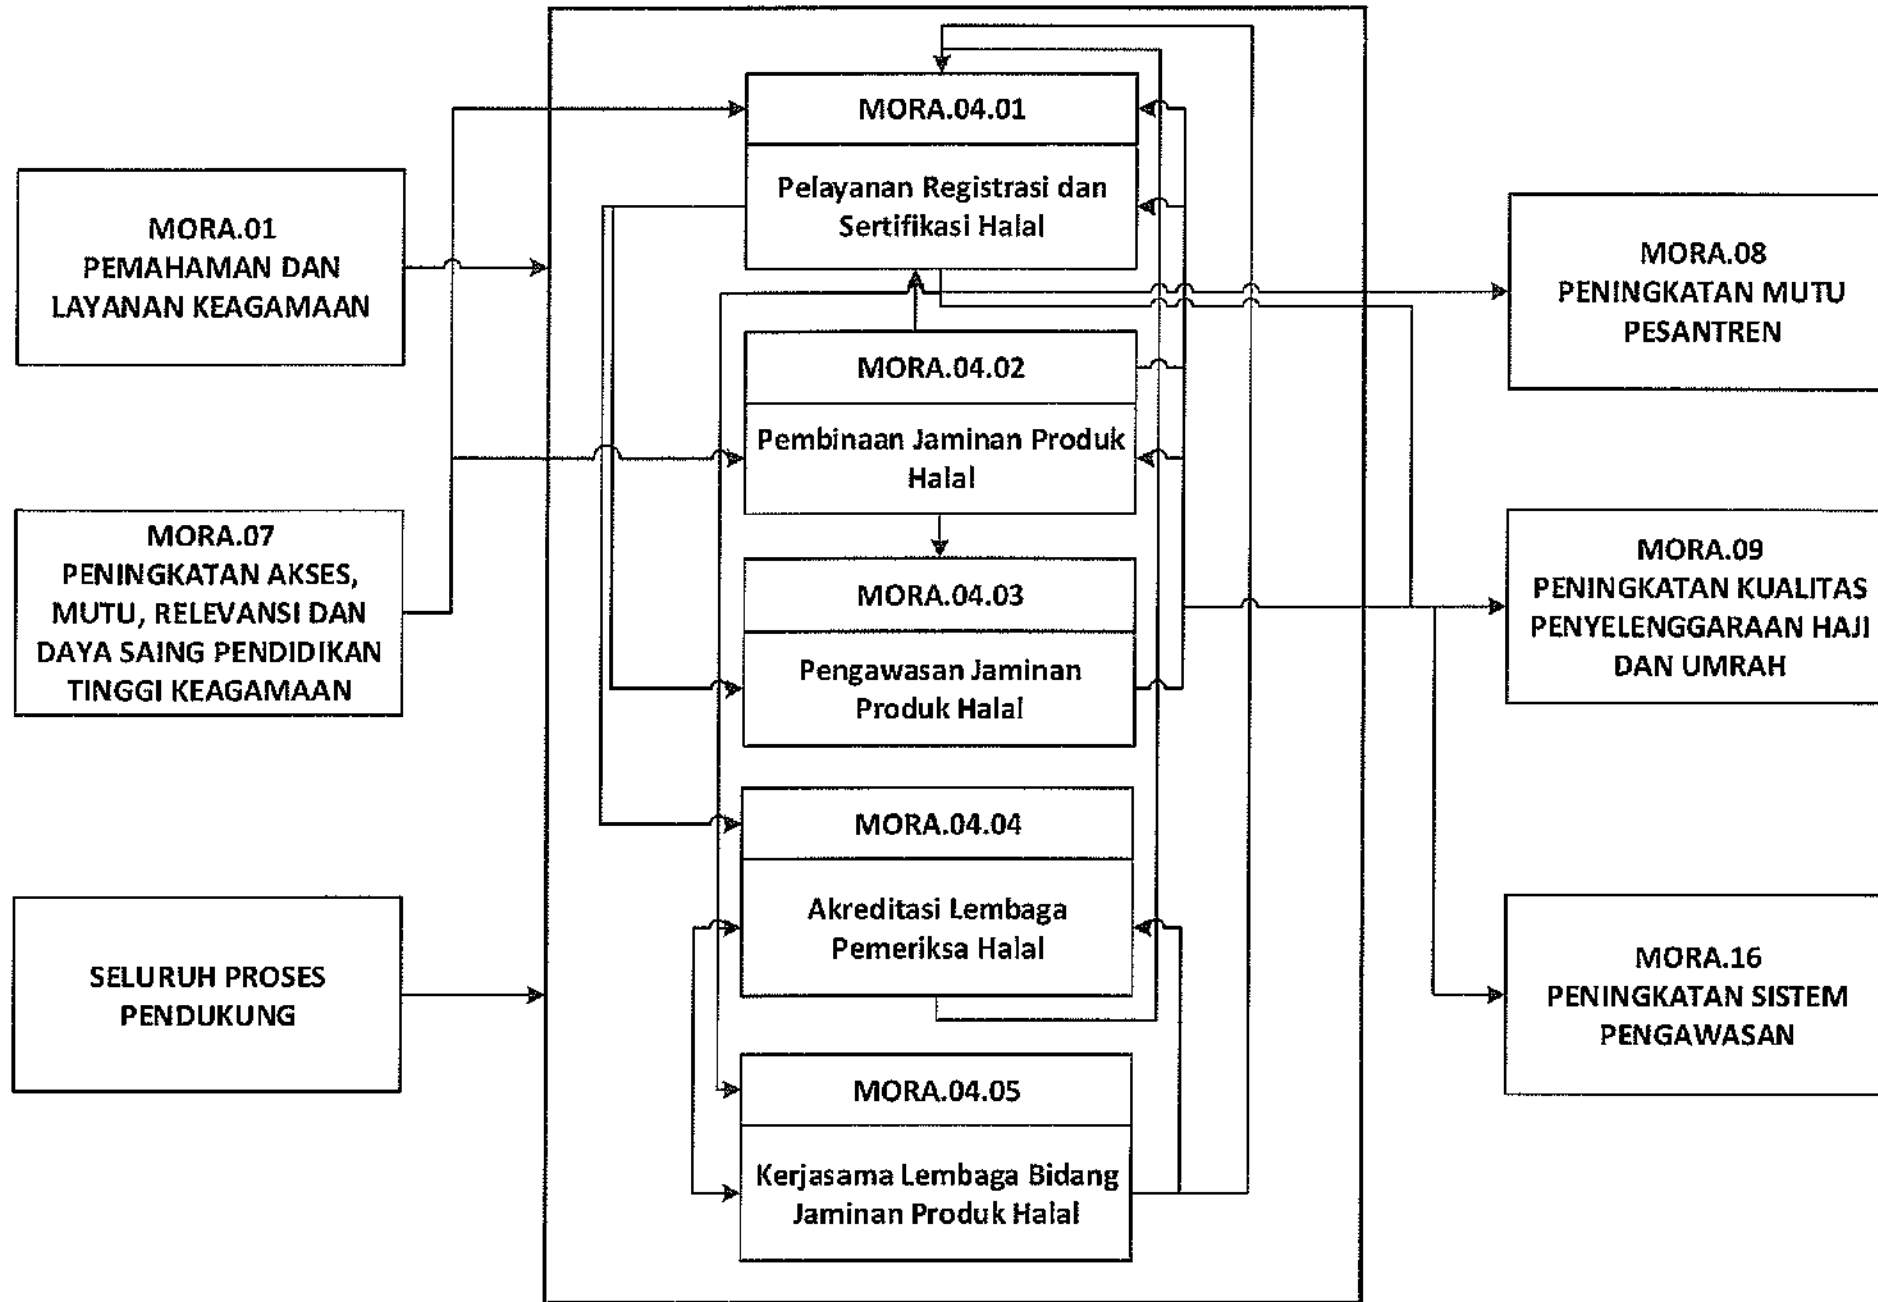 MORA.01
PEMAHAMAN DAN
LAYANAN KEAGAMAAN
MORA.07
PENINGKATAN AKSES,
MUTU, RELEVANSI DAN
DAYA SAING PENDIDIKAN
TINGGI KEAGAMAAN
SELURUH PROSES
PENDUKUNG
MORA.04.01
Pelayanan Registrasi dan
Sertifikasi Halal
MORA.04.02
Pembinaan Jaminan Produk
Halal
MORA.04.03
Pengawasan Jaminan
Produk Halal
MORA.04.04
Akreditasi Lembaga
Pemeriksa Halal
MORA.04.05
Kerjasama Lembaga Bidang
Jaminan Produk Halal
MORA.08
PENINGKATAN MUTU
PESANTREN
MORA.09
PENINGKATAN KUALITAS
PENYELENGGARAAN HAJI
DAN UMRAH
MORA.16
PENINGKATAN SISTEM
PENGAWASAN